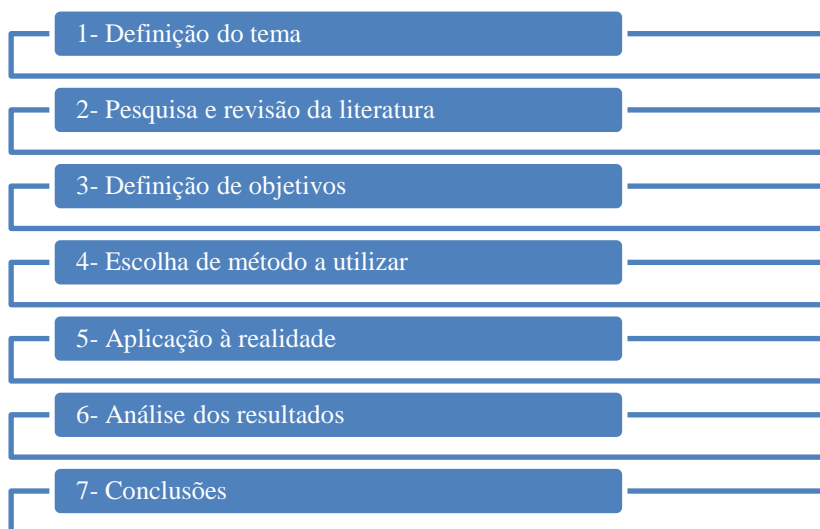 1- Definição do tema
2- Pesquisa e revisão da literatura
3- Definição de objetivos
4- Escolha de método a utilizar
5- Aplicação à realidade
6- Análise dos resultados
7- Conclusões